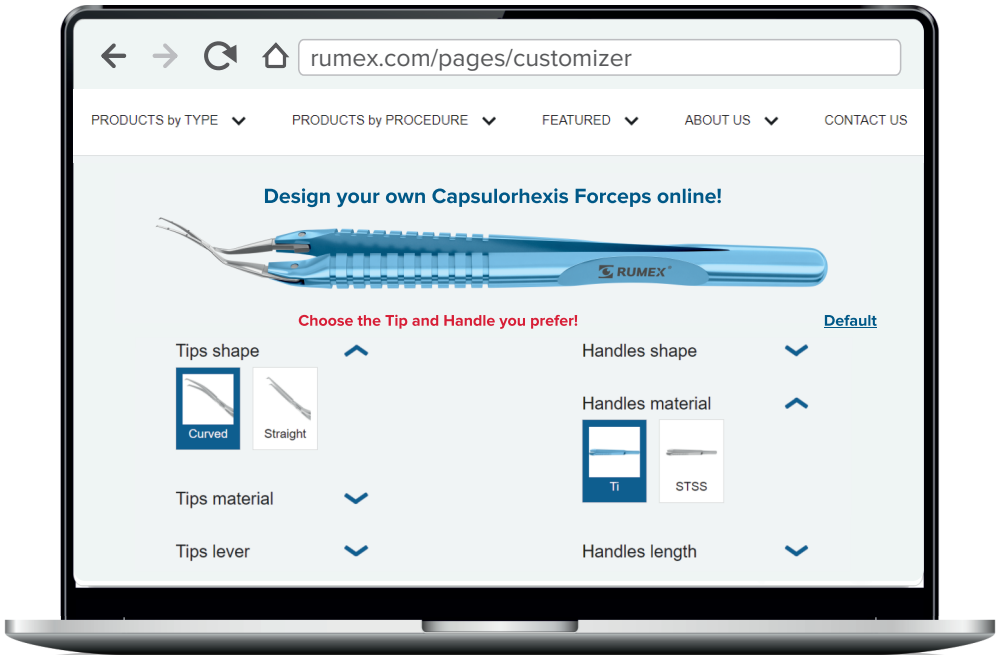 rumex.com/pages/customizer
PRODUCTS by TYPE PRODUCTS by PROCEDURE FEATURED ABOUT US CONTACT US
Design your own Capsulorhexis Forceps online!
RUMEX®
Choose the Tip and Handle you prefer! Default
Tips shape
Curved Straight
Tips material
Tips lever
Handles shape
Handles material
Ti STSS
Handles length